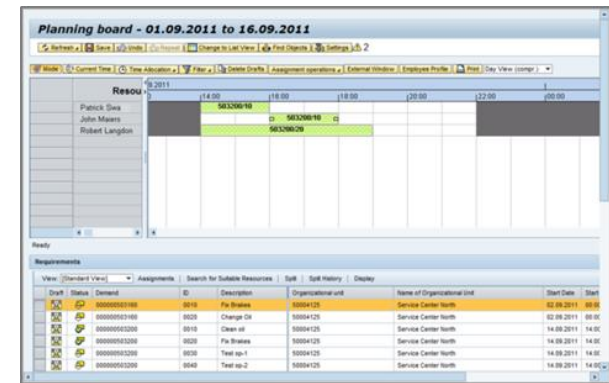 Planning board - 01.09.2011 to 16.09.2011
Refresh Save Undo Repeat Change to List View Find Objects Settings 2
Mode Current Time Time Allocation Filter Delete Drafts Assignment operations External Window Employee Profile Print Day View (compr.)
Resou 9.2011
14:00 16:00 18:00 20:00 22:00 00:00
Patrick Swa 503200/10
John Maiers 503200/10
Robert Langdon 503200/20
Ready
Requirements
View: [Standard View] Assignments Search for Suitable Resources Split Split History Display
Draft Status Demand ID Description Organizational unit Name of Organizational Unit Start Date Start
000000503160 0010 Fix Brakes 50004125 Service Center North 02.09.2011
000000503160 0020 Change Oil 50004125 Service Center North 02.09.2011
000000503200 0010 Clean oil 50004125 Service Center North 14.09.2011
000000503200 0020 Fix Brakes 50004125 Service Center North 14.09.2011
000000503200 0030 Test op-1 50004125 Service Center North 14.09.2011
000000503200 0040 Test op-2 50004125 Service Center North 14.09.2011